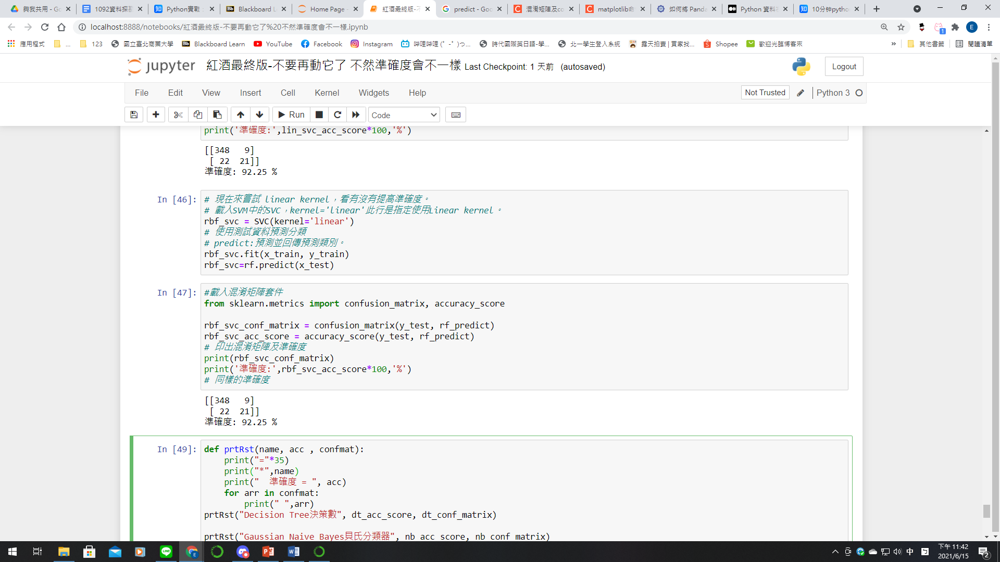 與我共用 - Go
1092資料探勘
Python實戰：
Blackboard L
Home Page -
紅酒最終版-不
predict - Goo
混淆矩陣及co
matplotlib命
如何將 Panda
Python 資料視
10分钟pytho
localhost:8888/notebooks/紅酒最終版-不要再動它了%20不然準確度會不一樣.ipynb
應用程式
...
123
國立臺北商業大學
Blackboard Learn
YouTube
Facebook
Instagram
哔哩哔哩 (゜-゜)つ...
時代國際英日語-學...
北一學生登入系統
露天拍賣 | 買家找...
Shopee
歡迎光臨博客來
»
其他書籤
閱讀清單
jupyter
紅酒最終版-不要再動它了 不然準確度會不一樣 Last Checkpoint: 1 天前 (autosaved)
Logout
File Edit View Insert Cell Kernel Widgets Help
Not Trusted
Python 3
Run
Code
print('準確度:',lin_svc_acc_score*100,'%')
[[348   9]
 [ 22  21]]
準確度: 92.25 %
In [46]:
# 現在來嘗試 linear kernel，看有沒有提高準確度。
# 載入SVM中的SVC，kernel='linear'此行是指定使用Linear kernel。
rbf_svc = SVC(kernel='linear')
# 使用測試資料預測分類
# predict:預測並回傳預測類別。
rbf_svc.fit(x_train, y_train)
rbf_svc=rf.predict(x_test)
In [47]:
#載入混淆矩陣套件
from sklearn.metrics import confusion_matrix, accuracy_score
rbf_svc_conf_matrix = confusion_matrix(y_test, rf_predict)
rbf_svc_acc_score = accuracy_score(y_test, rf_predict)
# 印出混淆矩陣及準確度
print(rbf_svc_conf_matrix)
print('準確度:',rbf_svc_acc_score*100,'%')
# 同樣的準確度
[[348   9]
 [ 22  21]]
準確度: 92.25 %
In [49]:
def prtRst(name, acc , confmat):
    print("="*35)
    print("*",name)
    print("  準確度 = ", acc)
    for arr in confmat:
        print(" ",arr)
prtRst("Decision Tree決策數", dt_acc_score, dt_conf_matrix)
prtRst("Gaussian Naive Bayes貝氏分類器", nb_acc_score, nb_conf_matrix)
中
下午 11:42
2021/6/15
2